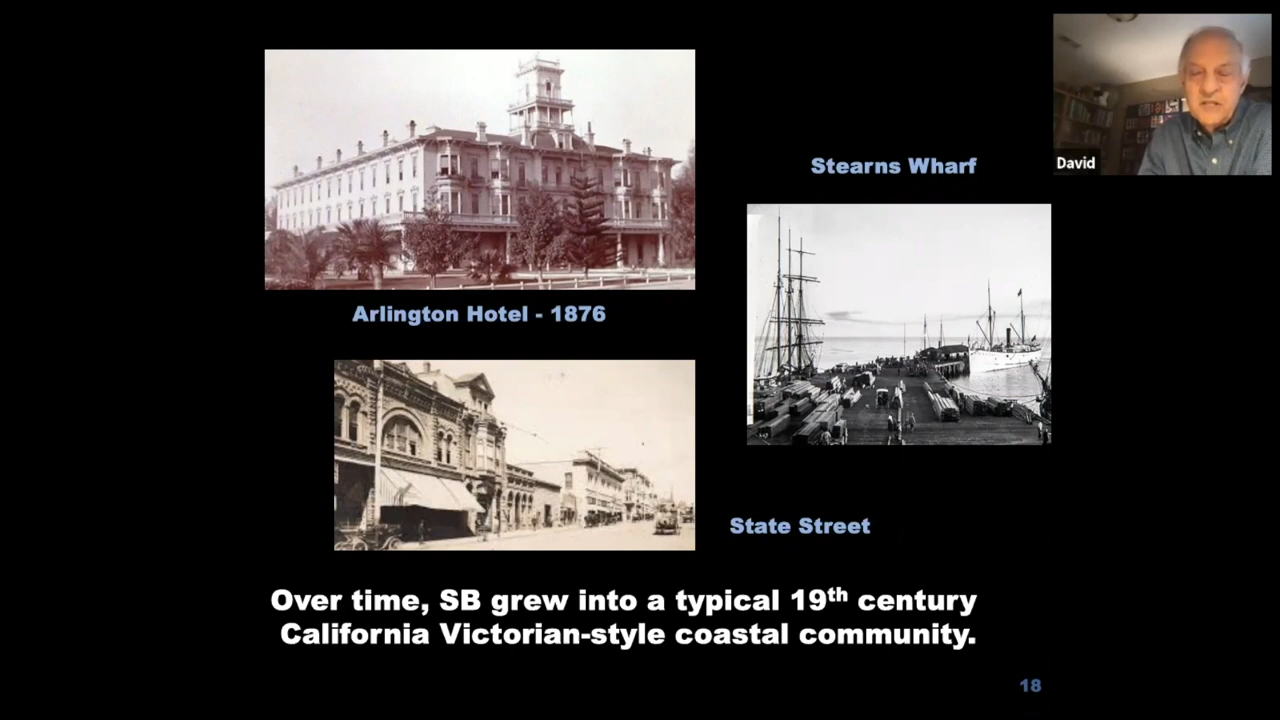 David
Stearns Wharf
Arlington Hotel - 1876
State Street
Over time, SB grew into a typical 19th century
California Victorian-style coastal community.
18